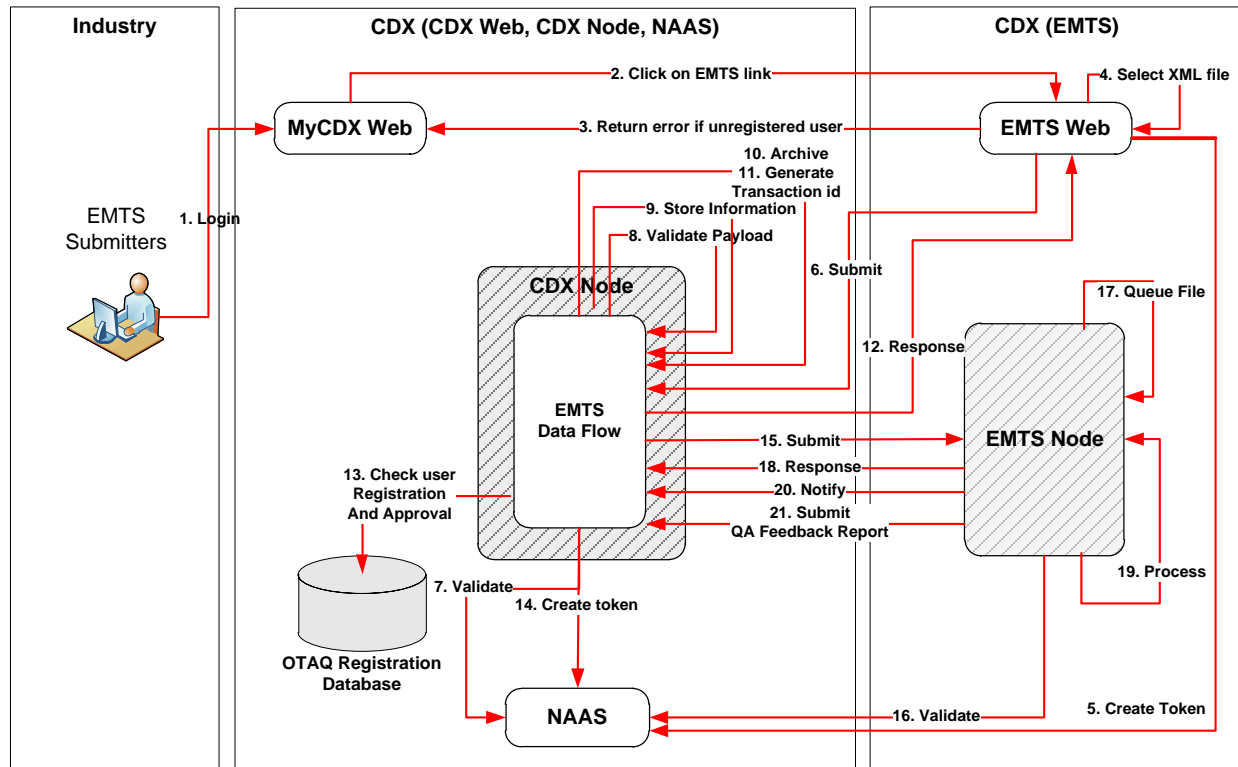 Industry
CDX (CDX Web, CDX Node, NAAS)
CDX (EMTS)
2. Click on EMTS link
4. Select XML file
MyCDX Web
3. Return error if unregistered user
EMTS Web
10. Archive
11. Generate
Transaction id
9. Store Information
8. Validate Payload
1. Login
EMTS
Submitters
6. Submit
CDX Node
17. Queue File
12. Response
EMTS
Data Flow
15. Submit
EMTS Node
18. Response
20. Notify
21. Submit
QA Feedback Report
13. Check user
Registration
And Approval
7. Validate
14. Create token
19. Process
OTAQ Registration
Database
NAAS
16. Validate
5. Create Token